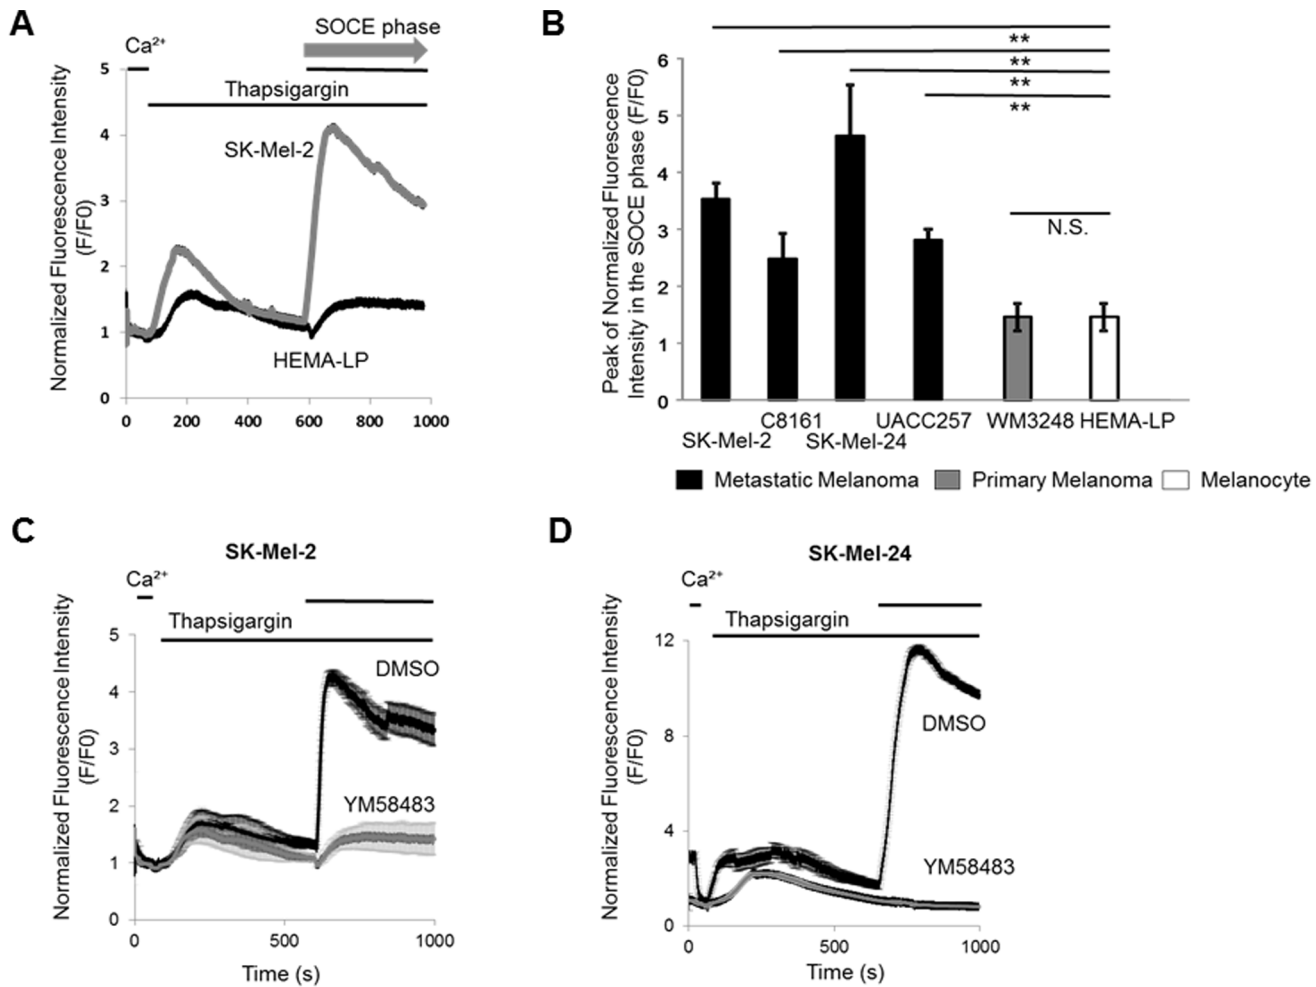 A
SOCE phase
Ca²⁺
Thapsigargin
SK-Mel-2
HEMA-LP
Normalized Fluorescence Intensity
(F/F0)
5
4
3
2
1
0
0 200 400 600 800 1000
B
**
**
**
**
N.S.
Peak of Normalized Fluorescence
Intensity in the SOCE phase (F/F0)
6
5
4
3
2
1
0
C8161 UACC257 WM3248 HEMA-LP
SK-Mel-2 SK-Mel-24
Metastatic Melanoma Primary Melanoma Melanocyte
C
SK-Mel-2
Ca²⁺
Thapsigargin
DMSO
YM58483
Normalized Fluorescence Intensity
(F/F0)
5
4
3
2
1
0
0 500 1000
Time (s)
D
SK-Mel-24
Ca²⁺
Thapsigargin
DMSO
YM58483
Normalized Fluorescence Intensity
(F/F0)
12
8
4
0
0 500 1000
Time (s)